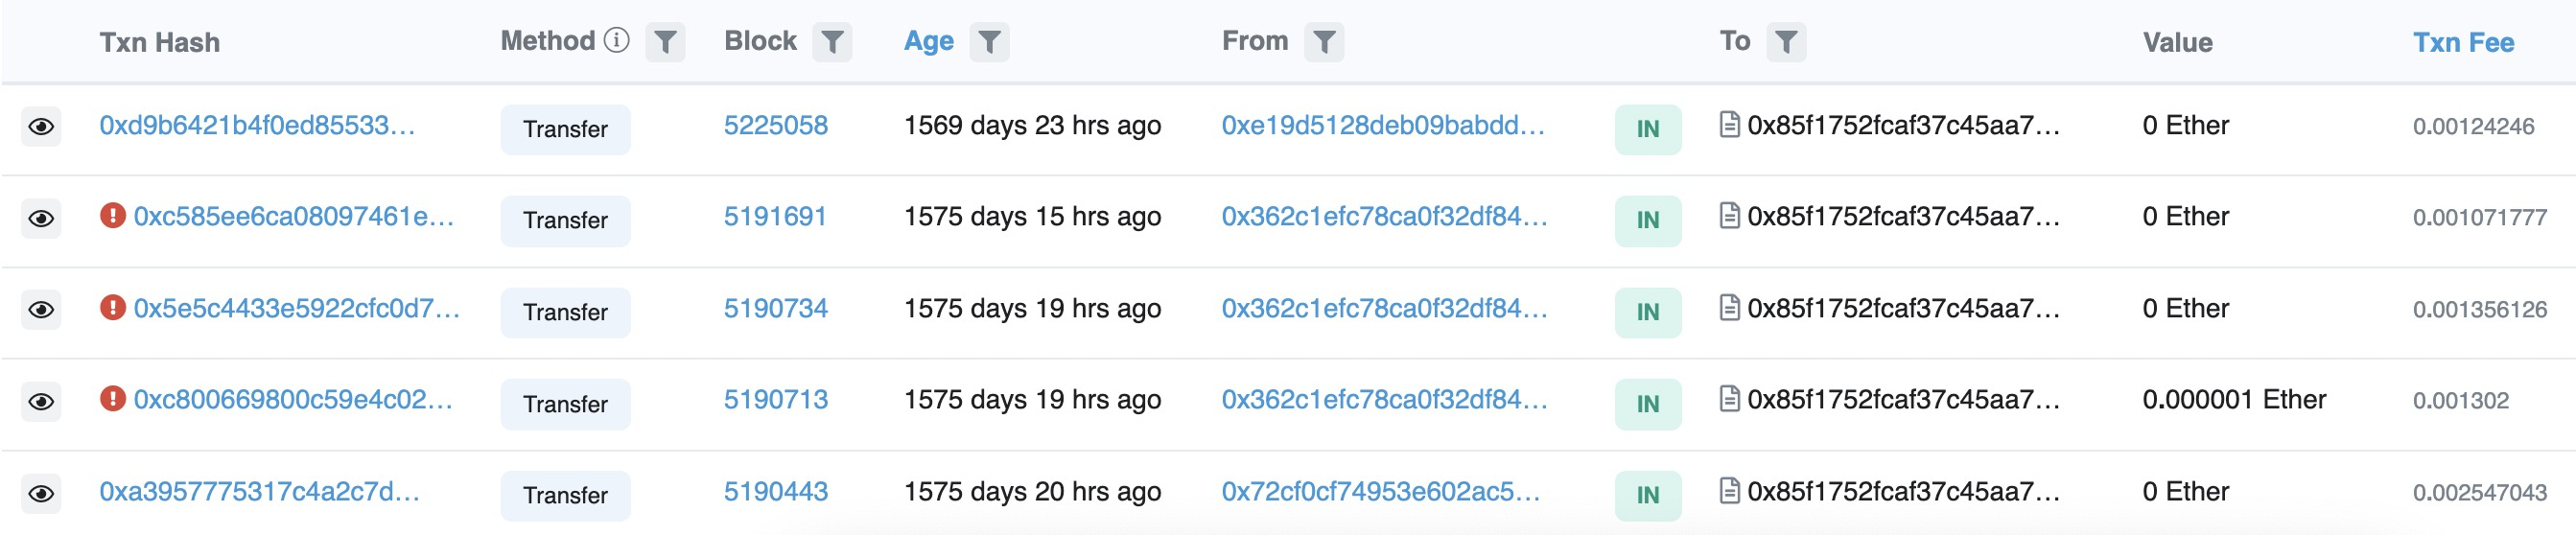 Txn Hash Method Block Age From To Value Txn Fee
0xd9b6421b4f0ed85533... Transfer 5225058 1569 days 23 hrs ago 0xe19d5128deb09babdd... IN 0x85f1752fcaf37c45aa7... 0 Ether 0.00124246
0xc585ee6ca08097461e... Transfer 5191691 1575 days 15 hrs ago 0x362c1efc78ca0f32df84... IN 0x85f1752fcaf37c45aa7... 0 Ether 0.001071777
0x5e5c4433e5922cfc0d7... Transfer 5190734 1575 days 19 hrs ago 0x362c1efc78ca0f32df84... IN 0x85f1752fcaf37c45aa7... 0 Ether 0.001356126
0xc800669800c59e4c02... Transfer 5190713 1575 days 19 hrs ago 0x362c1efc78ca0f32df84... IN 0x85f1752fcaf37c45aa7... 0.000001 Ether 0.001302
0xa3957775317c4a2c7d... Transfer 5190443 1575 days 20 hrs ago 0x72cf0cf74953e602ac5... IN 0x85f1752fcaf37c45aa7... 0 Ether 0.002547043